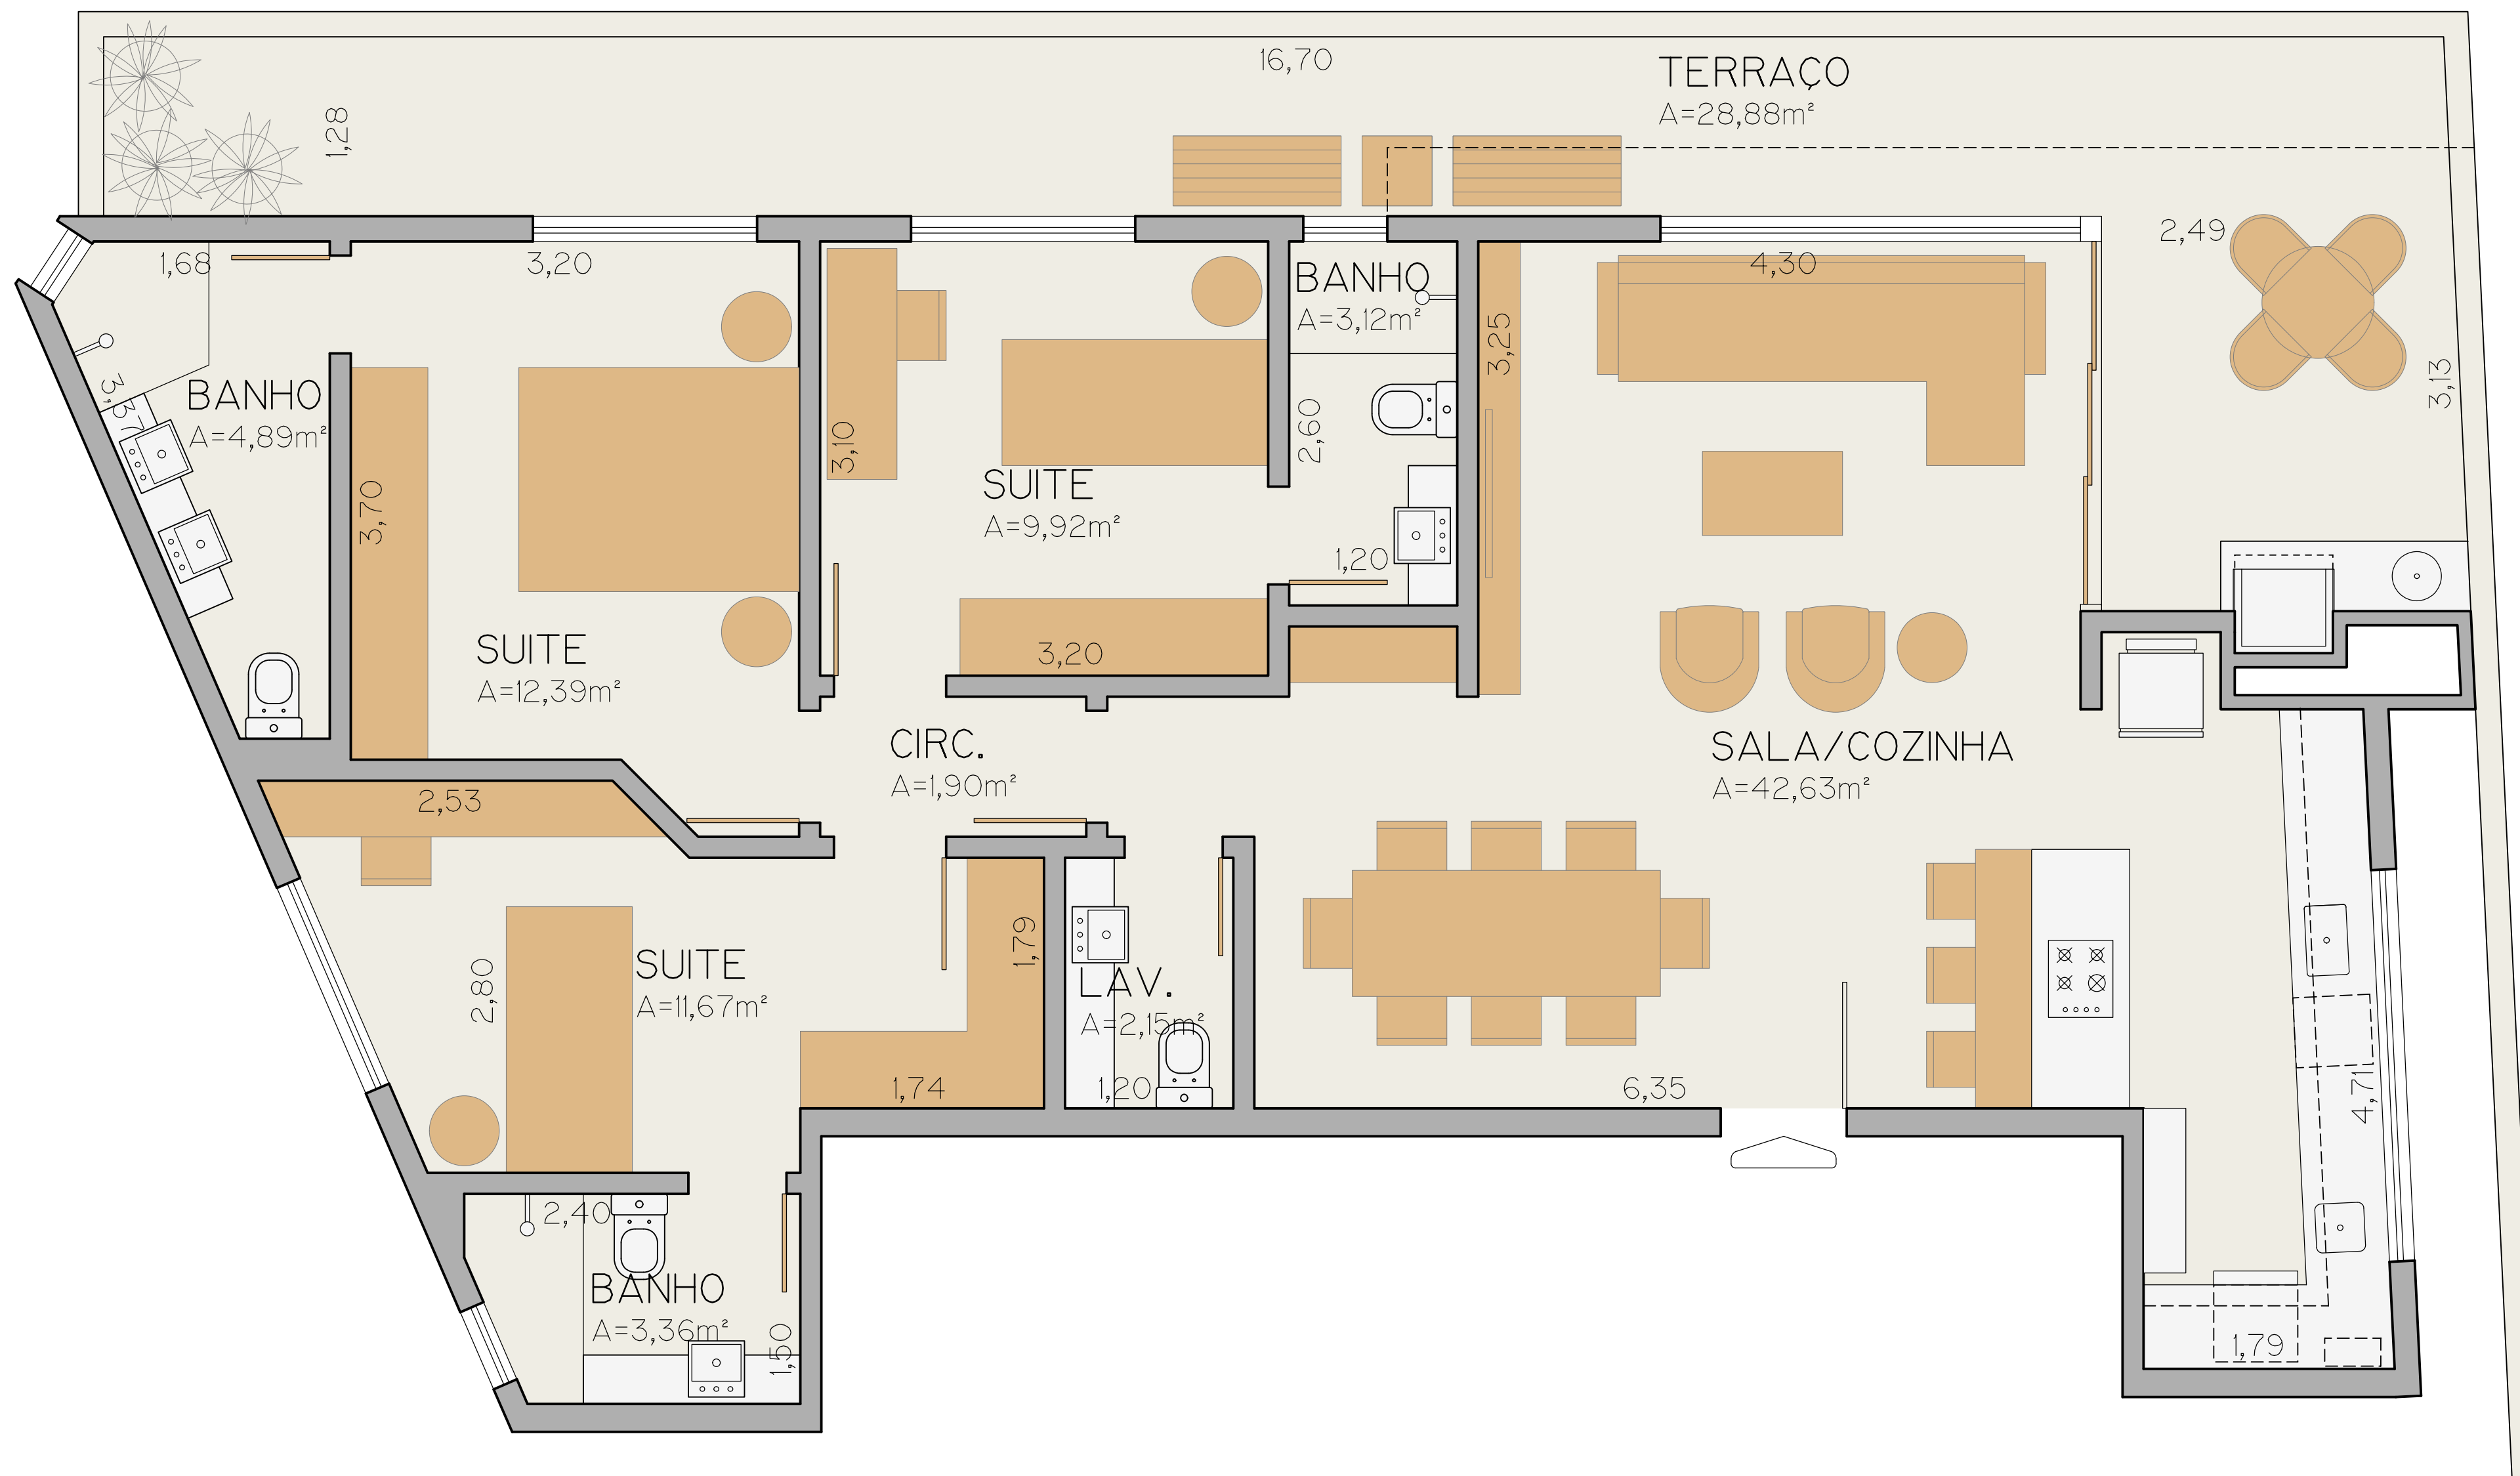 16,70
TERRAÇO
A=28,88m²
1,28
2,49
1,68
3,20
BANHO
A=3,12m²
4,30
3,25
3,13
3,37
BANHO
A=4,89m²
3,10
2,60
3,70
SUITE
A=9,92m²
1,20
SUITE
A=12,39m²
3,20
CIRC.
A=1,90m²
SALA/COZINHA
A=42,63m²
2,53
1,79
2,80
SUITE
A=11,67m²
LAV.
A=2,15m²
1,74
1,20
6,35
4,71
2,40
BANHO
A=3,36m²
1,50
1,79